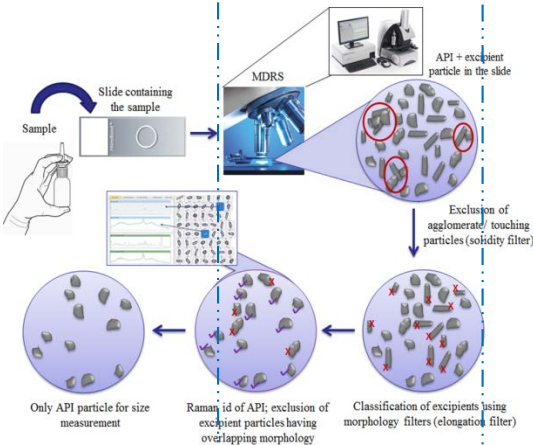 Slide containing
the sample
Sample
MDRS
API + excipient
particle in the slide
Exclusion of
agglomerate/ touching
particles (solidity filter)
Only API particle for size
measurement
Raman id of API; exclusion of
excipient particles having
overlapping morphology
Classification of excipients using
morphology filters (elongation filter)